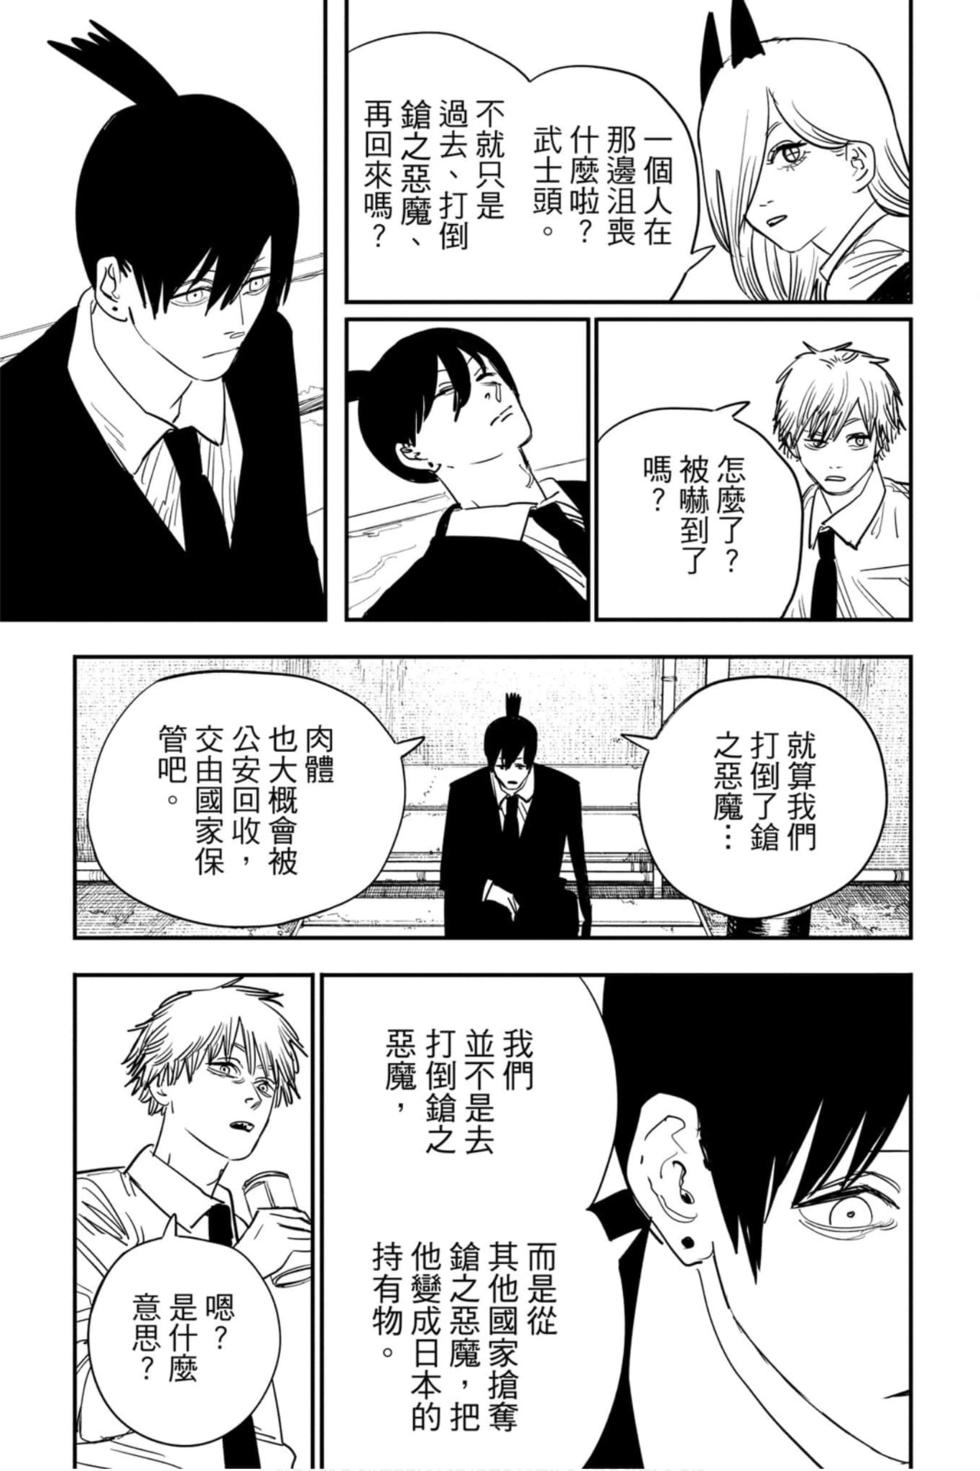 一個人在
那邊沮喪
什麼啦？
武士頭。
不就只是
過去、打倒
鎗之惡魔、
再回來嗎？
怎麼了？
被嚇到了
嗎？
就算我們
打倒了鎗
之惡魔…
肉體
也大概會被
公安回收，
交由國家保
管吧。
我們
並不是去
打倒鎗之
惡魔，
而是從
其他國家搶奪
鎗之惡魔，把
他變成日本的
持有物。
嗯？
是什麼
意思？